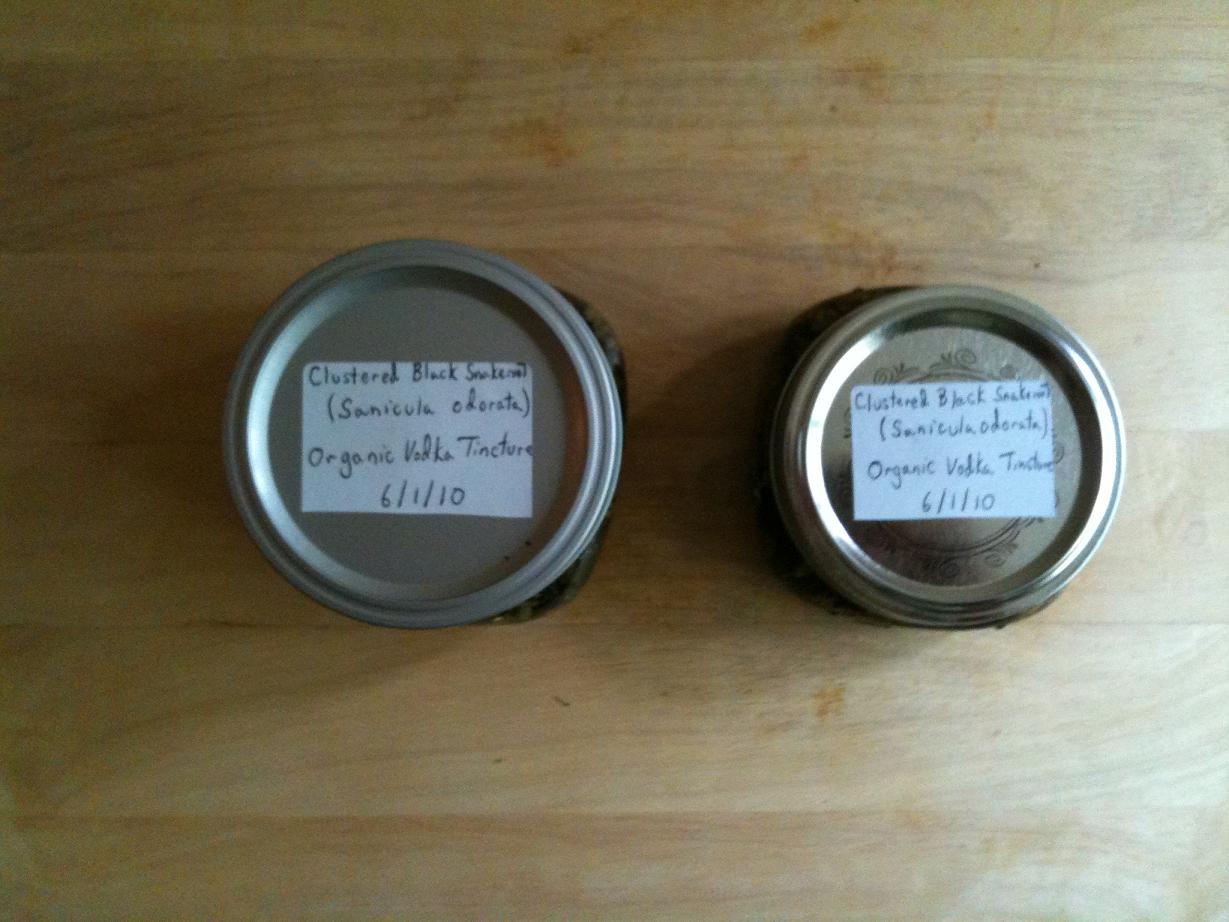 Clustered Black Snakeroot
(Sanicula odorata)
Organic Vodka Tincture
6/1/10
Clustered Black Snakeroot
(Sanicula odorata)
Organic Vodka Tincture
6/1/10